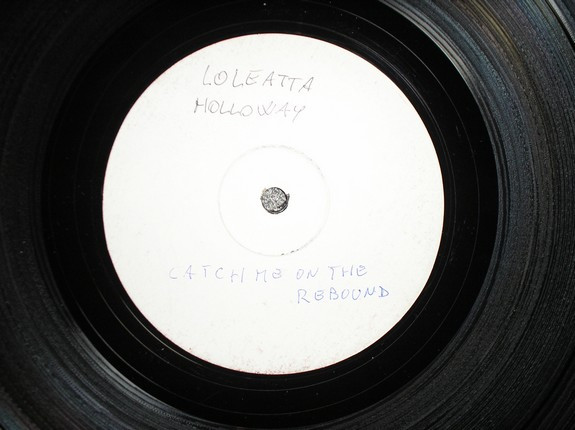 LOLEATTA
HOLLOWAY
CATCH ME ON THE
REBOUND